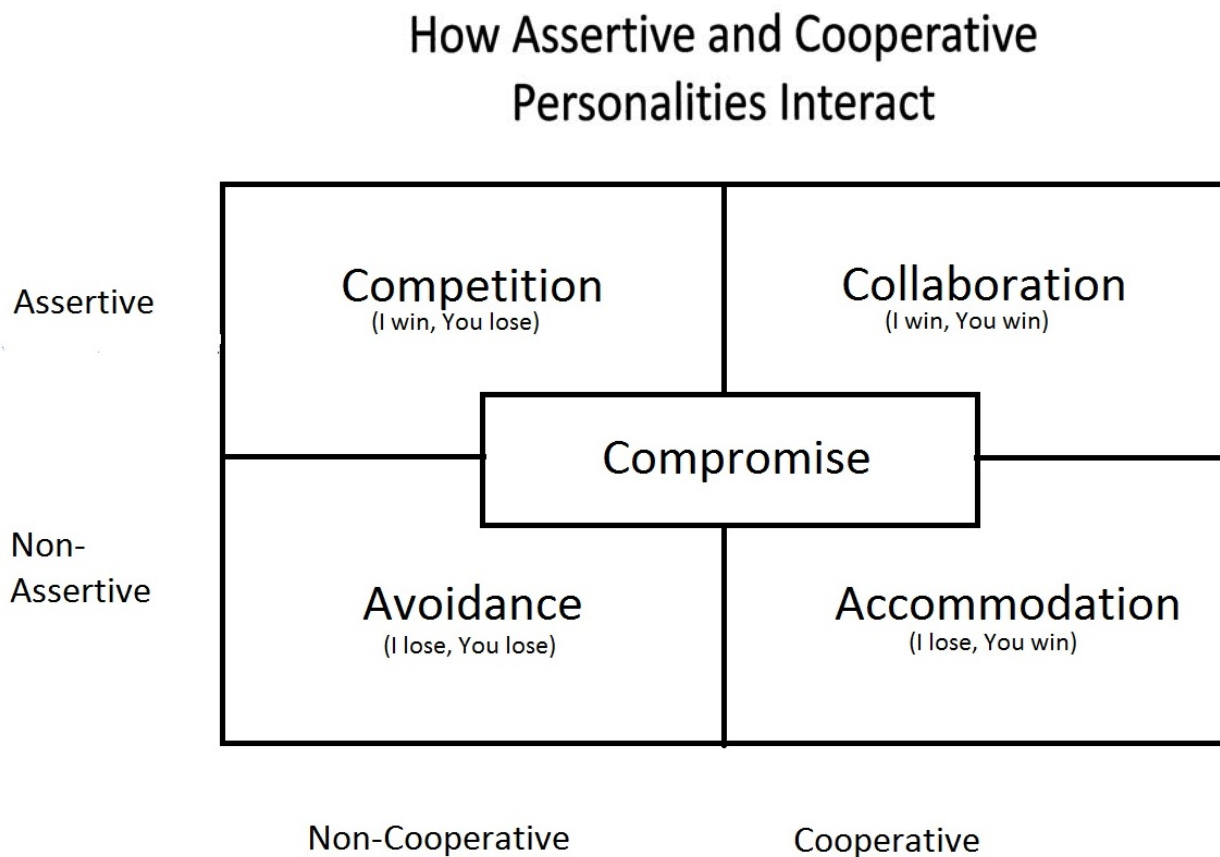 How Assertive and Cooperative
Personalities Interact
Assertive
Competition
(I win, You lose)
Collaboration
(I win, You win)
Compromise
Non-
Assertive
Avoidance
(I lose, You lose)
Accommodation
(I lose, You win)
Non-Cooperative
Cooperative